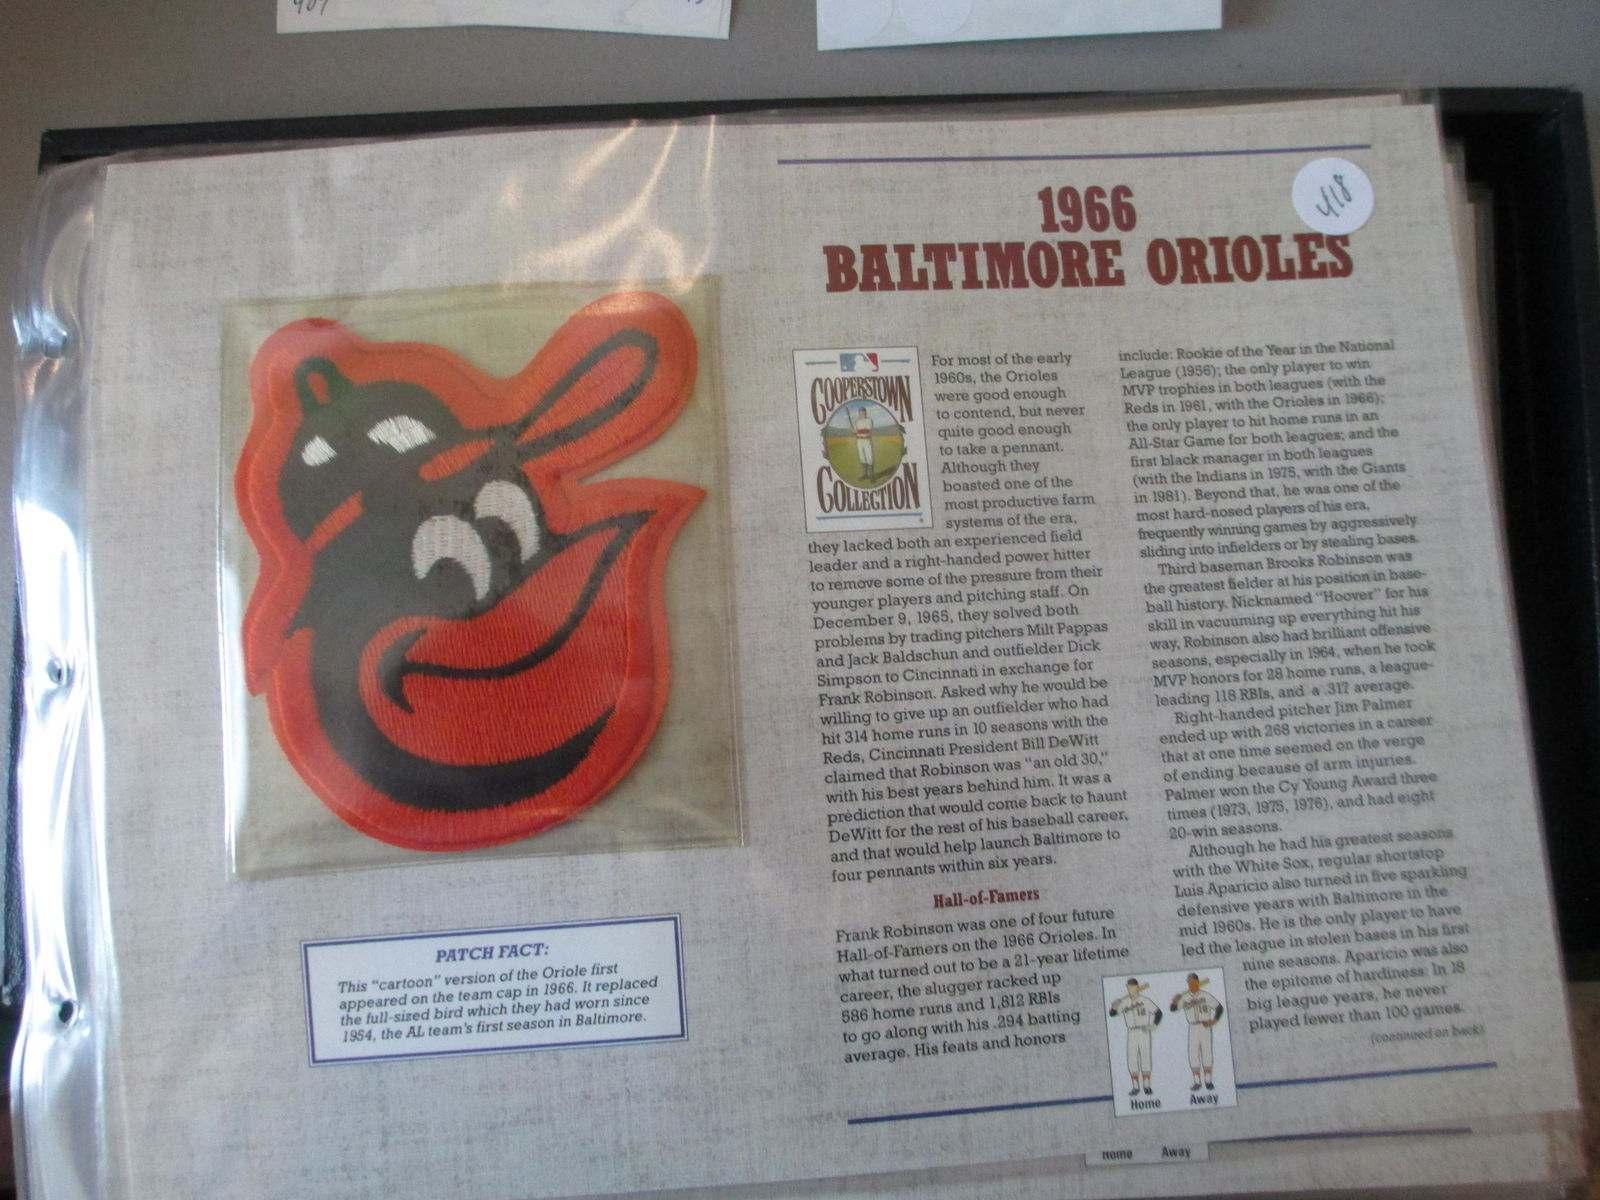 1966
BALTIMORE ORIOLES
418
COOPERSTOWN
COLLECTION
For most of the early
1960s, the Orioles
were good enough
to contend, but never
quite good enough
to take a pennant.
Although they
boasted one of the
most productive farm
systems of the era,
they lacked both an experienced field
leader and a right-handed power hitter
to remove some of the pressure from their
younger players and pitching staff. On
December 9, 1965, they solved both
problems by trading pitchers Milt Pappas
and Jack Baldschun and outfielder Dick
Simpson to Cincinnati in exchange for
Frank Robinson. Asked why he would be
willing to give up an outfielder who had
hit 314 home runs in 10 seasons with the
Reds, Cincinnati President Bill DeWitt
claimed that Robinson was "an old 30,"
with his best years behind him. It was a
prediction that would come back to haunt
DeWitt for the rest of his baseball career,
and that would help launch Baltimore to
four pennants within six years.
Hall-of-Famers
Frank Robinson was one of four future
Hall-of-Famers on the 1966 Orioles. In
what turned out to be a 21-year lifetime
career, the slugger racked up
586 home runs and 1,812 RBIs
to go along with his .294 batting
average. His feats and honors
include: Rookie of the Year in the National
League (1956); the only player to win
MVP trophies in both leagues (with the
Reds in 1961, with the Orioles in 1966);
the only player to hit home runs in an
All-Star Game for both leagues; and the
first black manager in both leagues
(with the Indians in 1975, with the Giants
in 1981). Beyond that, he was one of the
most hard-nosed players of his era,
frequently winning games by aggressively
sliding into infielders or by stealing bases.
Third baseman Brooks Robinson was
the greatest fielder at his position in base-
ball history. Nicknamed "Hoover" for his
skill in vacuuming up everything hit his
way, Robinson also had brilliant offensive
seasons, especially in 1964, when he took
MVP honors for 28 home runs, a league-
leading 118 RBIs, and a .317 average.
Right-handed pitcher Jim Palmer
ended up with 268 victories in a career
that at one time seemed on the verge
of ending because of arm injuries.
Palmer won the Cy Young Award three
times (1973, 1975, 1976), and had eight
20-win seasons.
Although he had his greatest seasons
with the White Sox, regular shortstop
Luis Aparicio also turned in five sparkling
defensive years with Baltimore in the
mid 1960s. He is the only player to have
led the league in stolen bases in his first
nine seasons. Aparicio was also
the epitome of hardiness: In 18
big league years, he never
played fewer than 100 games.
(continued on back)
Home Away
Home Away
PATCH FACT:
This "cartoon" version of the Oriole first
appeared on the team cap in 1966. It replaced
the full-sized bird which they had worn since
1954, the AL team's first season in Baltimore.